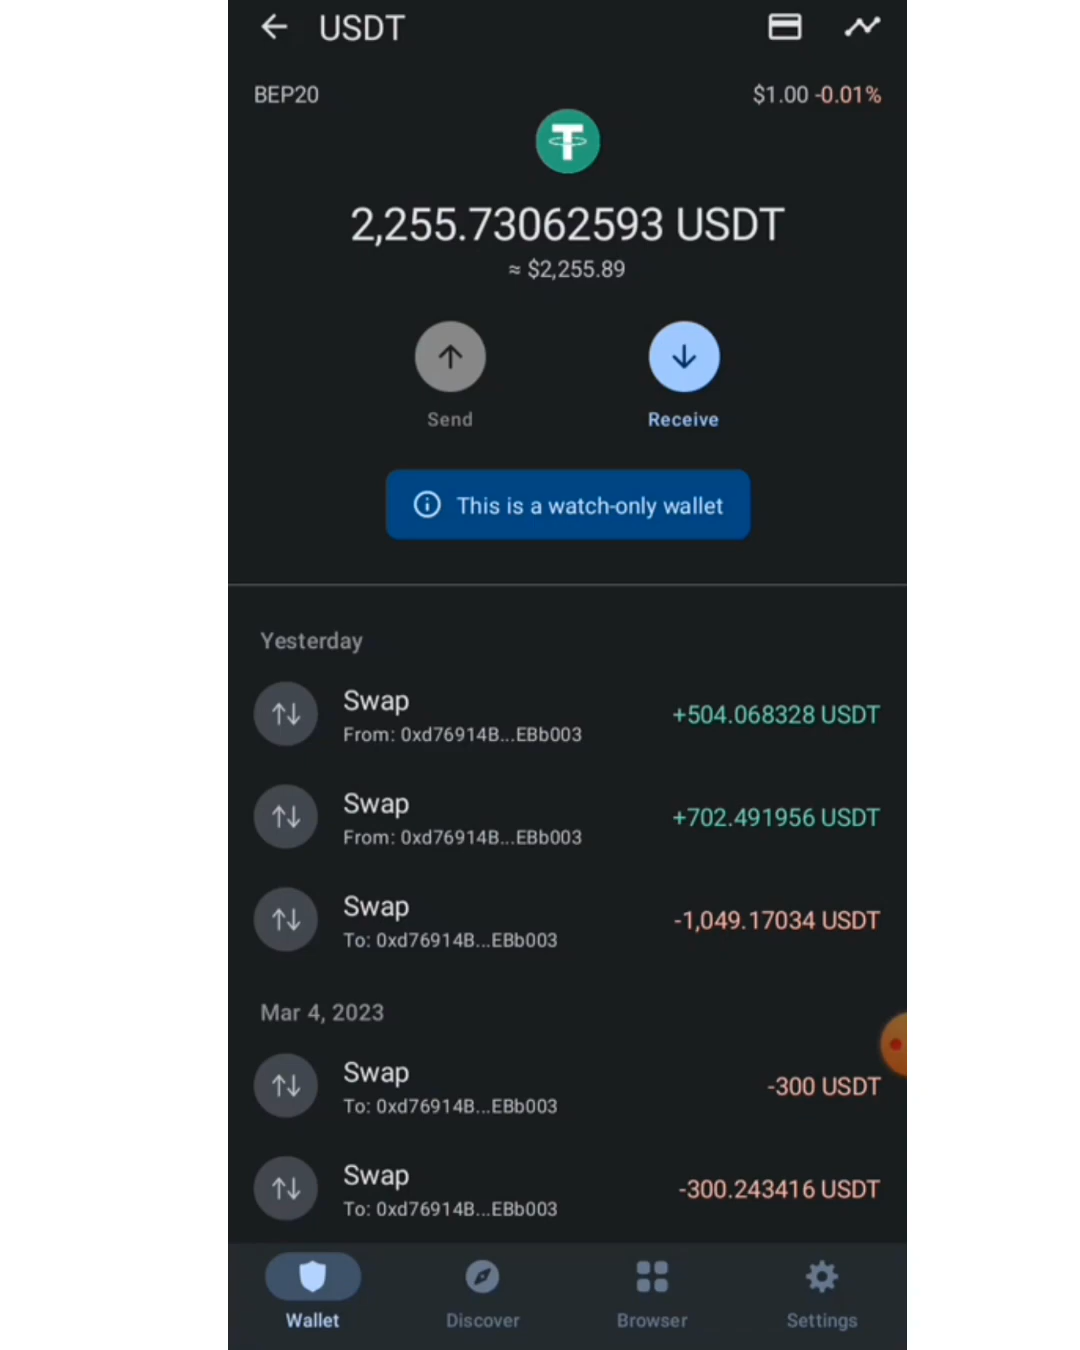 USDT
BEP20
$1.00 -0.01%
2,255.73062593 USDT
≈ $2,255.89
Send
Receive
This is a watch-only wallet
Yesterday
Swap
+504.068328 USDT
From: 0xd76914B...EBb003
Swap
+702.491956 USDT
From: 0xd76914B...EBb003
Swap
-1,049.17034 USDT
To: 0xd76914B...EBb003
Mar 4, 2023
Swap
-300 USDT
To: 0xd76914B...EBb003
Swap
-300.243416 USDT
To: 0xd76914B...EBb003
Wallet
Discover
Browser
Settings